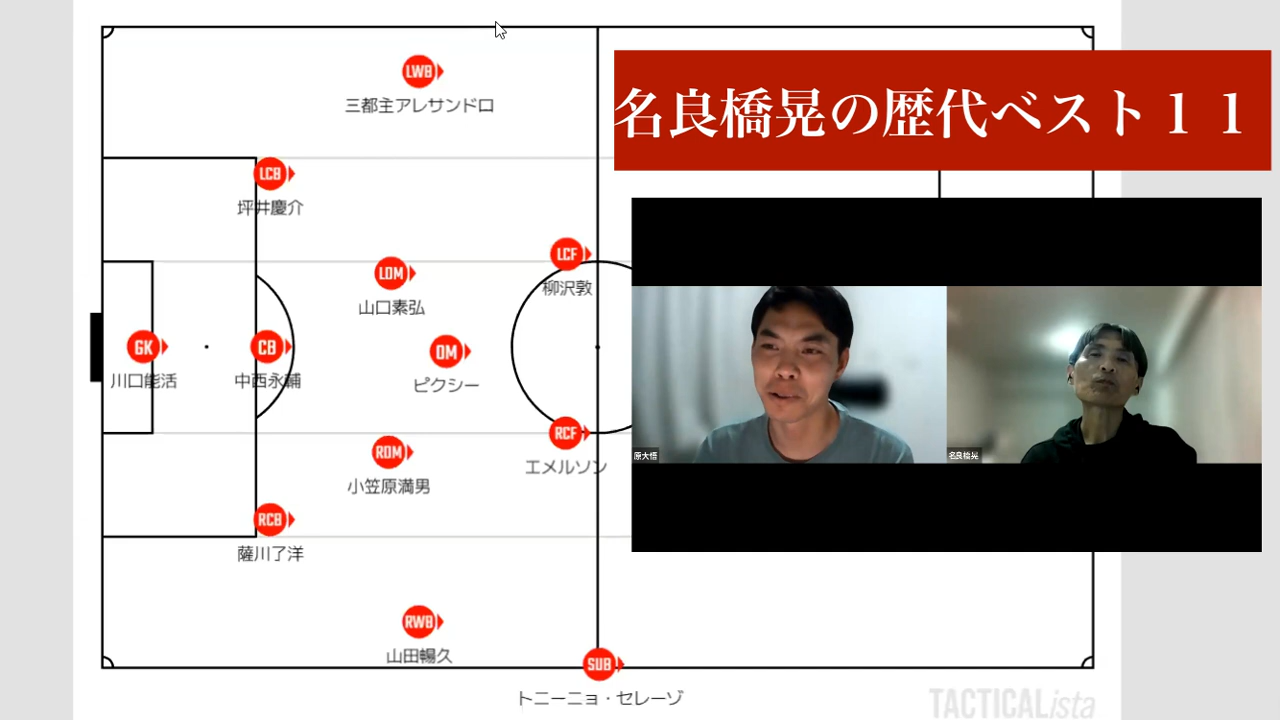 名良橋晃の歴代ベスト１１
LWB
三都主アレサンドロ
LCB
坪井慶介
LCF
柳沢敦
LDM
山口素弘
GK
川口能活
CB
中西永輔
OM
ピクシー
RCF
エメルソン
RDM
小笠原満男
RCB
薩川了洋
RWB
山田暢久
SUB
トニーニョ・セレーゾ
原大悟
名良橋晃
TACTICALista